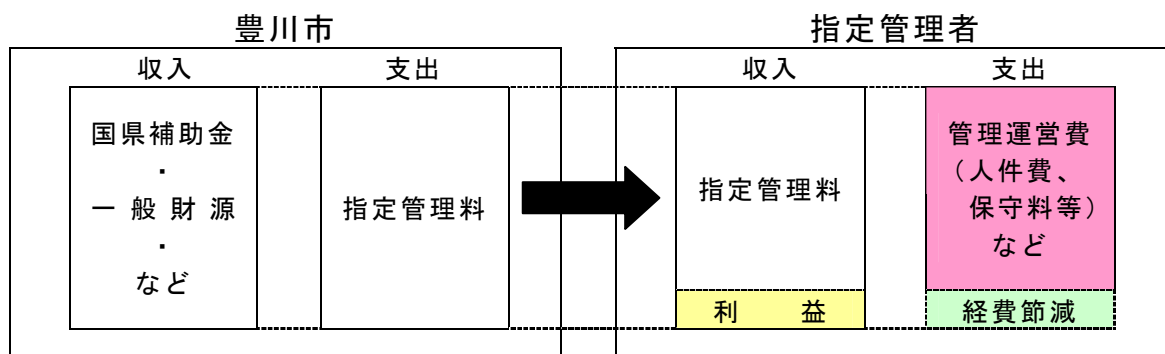 豊川市
指定管理者
収入
支出
収入
支出
国県補助金
・
一般財源
・
など
指定管理料
指定管理料
管理運営費
（人件費、
保守料等）
など
利　益
経費節減